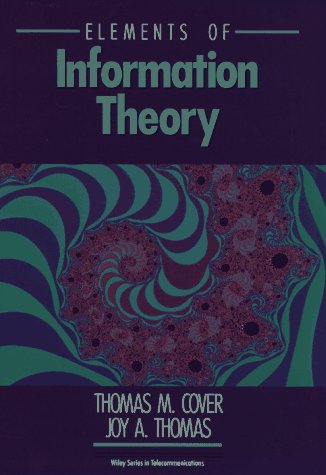 ELEMENTS OF
Information
Theory
THOMAS M. COVER
JOY A. THOMAS
Wiley Series in Telecommunications